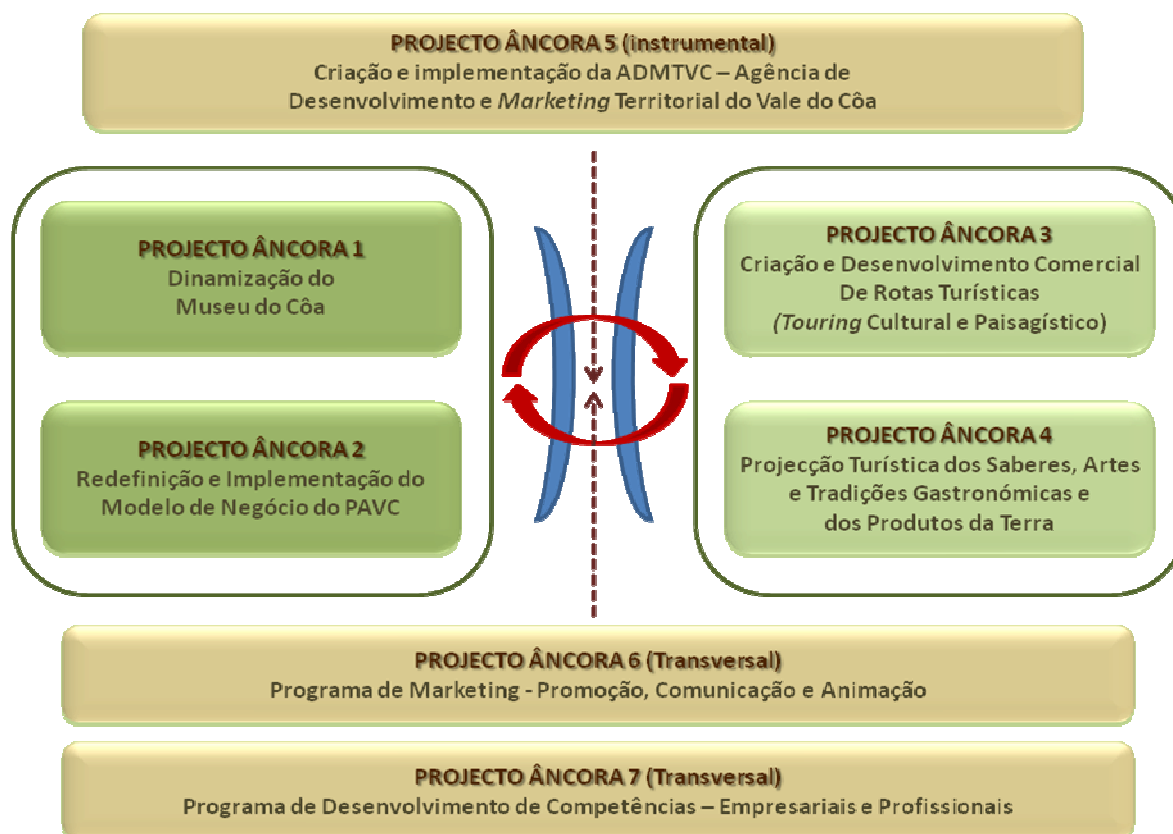 PROJECTO ÂNCORA 5 (instrumental)
Criação e implementação da ADMTVC – Agência de
Desenvolvimento e Marketing Territorial do Vale do Côa
PROJECTO ÂNCORA 1
Dinamização do
Museu do Côa
PROJECTO ÂNCORA 2
Redefinição e Implementação do
Modelo de Negócio do PAVC
PROJECTO ÂNCORA 3
Criação e Desenvolvimento Comercial
De Rotas Turísticas
(Touring Cultural e Paisagístico)
PROJECTO ÂNCORA 4
Projecção Turística dos Saberes, Artes
e Tradições Gastronómicas e
dos Produtos da Terra
PROJECTO ÂNCORA 6 (Transversal)
Programa de Marketing - Promoção, Comunicação e Animação
PROJECTO ÂNCORA 7 (Transversal)
Programa de Desenvolvimento de Competências – Empresariais e Profissionais